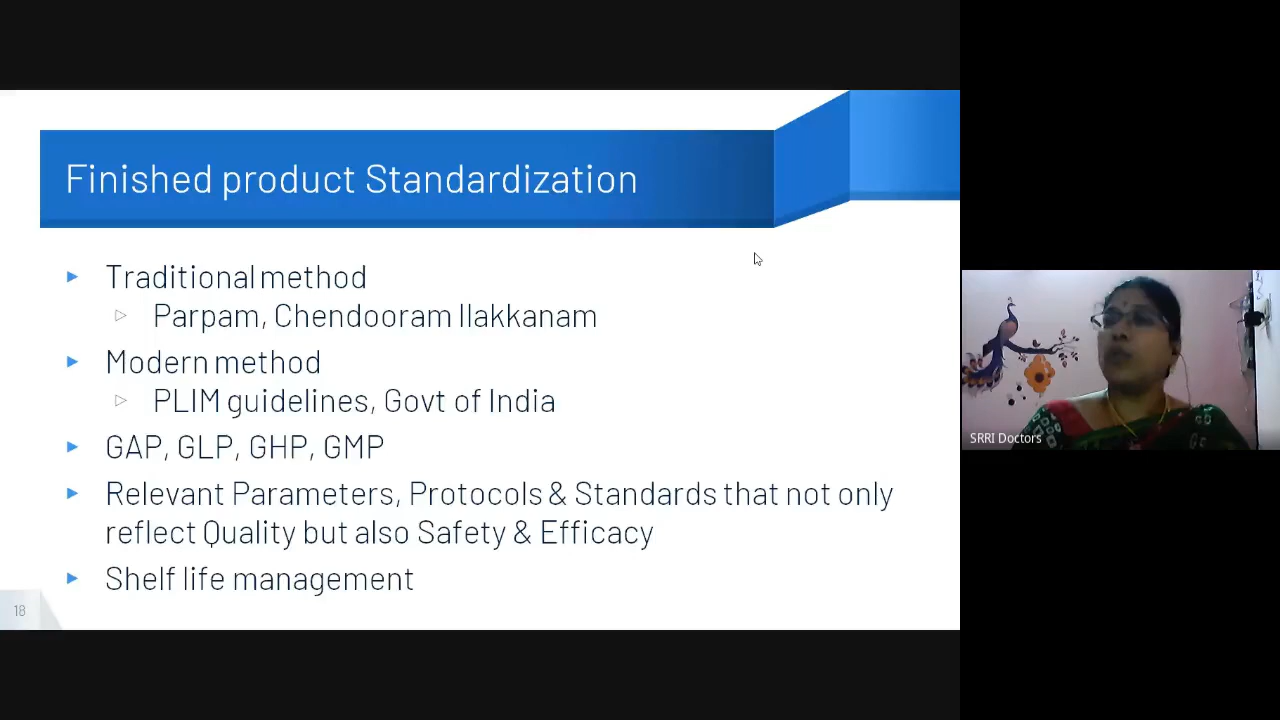 Finished product Standardization
Traditional method
Parpam, Chendooram Ilakkanam
Modern method
PLIM guidelines, Govt of India
GAP, GLP, GHP, GMP
Relevant Parameters, Protocols & Standards that not only
reflect Quality but also Safety & Efficacy
Shelf life management
18
SRRI Doctors